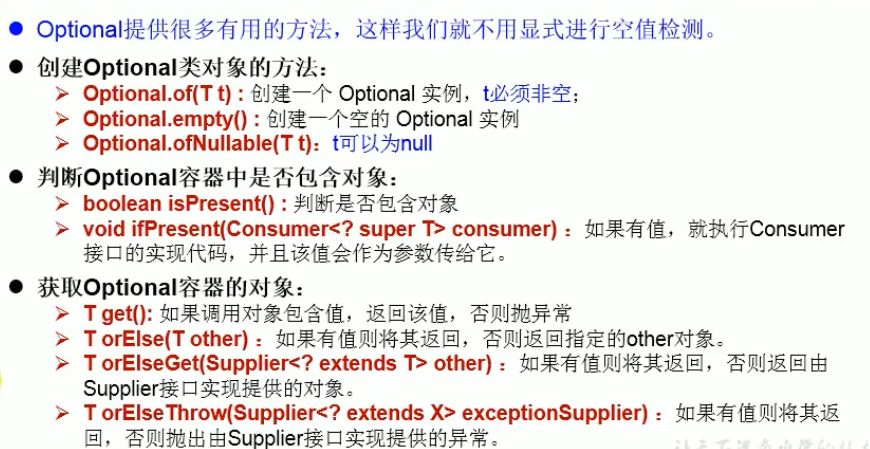 Optional提供很多有用的方法，这样我们就不用显式进行空值检测。
创建Optional类对象的方法：
Optional.of(T t) : 创建一个 Optional 实例，t必须非空；
Optional.empty() : 创建一个空的 Optional 实例
Optional.ofNullable(T t)：t可以为null
判断Optional容器中是否包含对象：
boolean isPresent() : 判断是否包含对象
void ifPresent(Consumer<? super T> consumer) ：如果有值，就执行Consumer
接口的实现代码，并且该值会作为参数传给它。
获取Optional容器的对象：
T get(): 如果调用对象包含值，返回该值，否则抛异常
T orElse(T other) ：如果有值则将其返回，否则返回指定的other对象。
T orElseGet(Supplier<? extends T> other) ：如果有值则将其返回，否则返回由
Supplier接口实现提供的对象。
T orElseThrow(Supplier<? extends X> exceptionSupplier) ：如果有值则将其返
回，否则抛出由Supplier接口实现提供的异常。